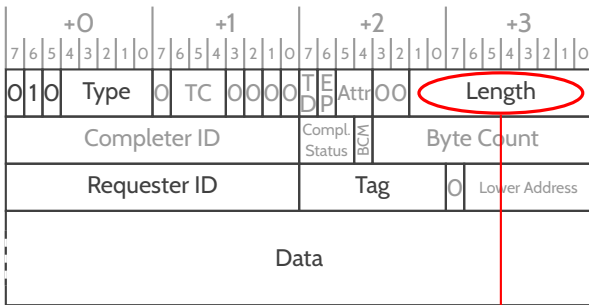 +0 +1 +2 +3
7 6 5 4 3 2 1 0 7 6 5 4 3 2 1 0 7 6 5 4 3 2 1 0 7 6 5 4 3 2 1 0
0 1 0 Type 0 TC 0 0 0 0 TD EP Attr 0 0 Length
Completer ID Compl. Status BCM Byte Count
Requester ID Tag 0 Lower Address
Data